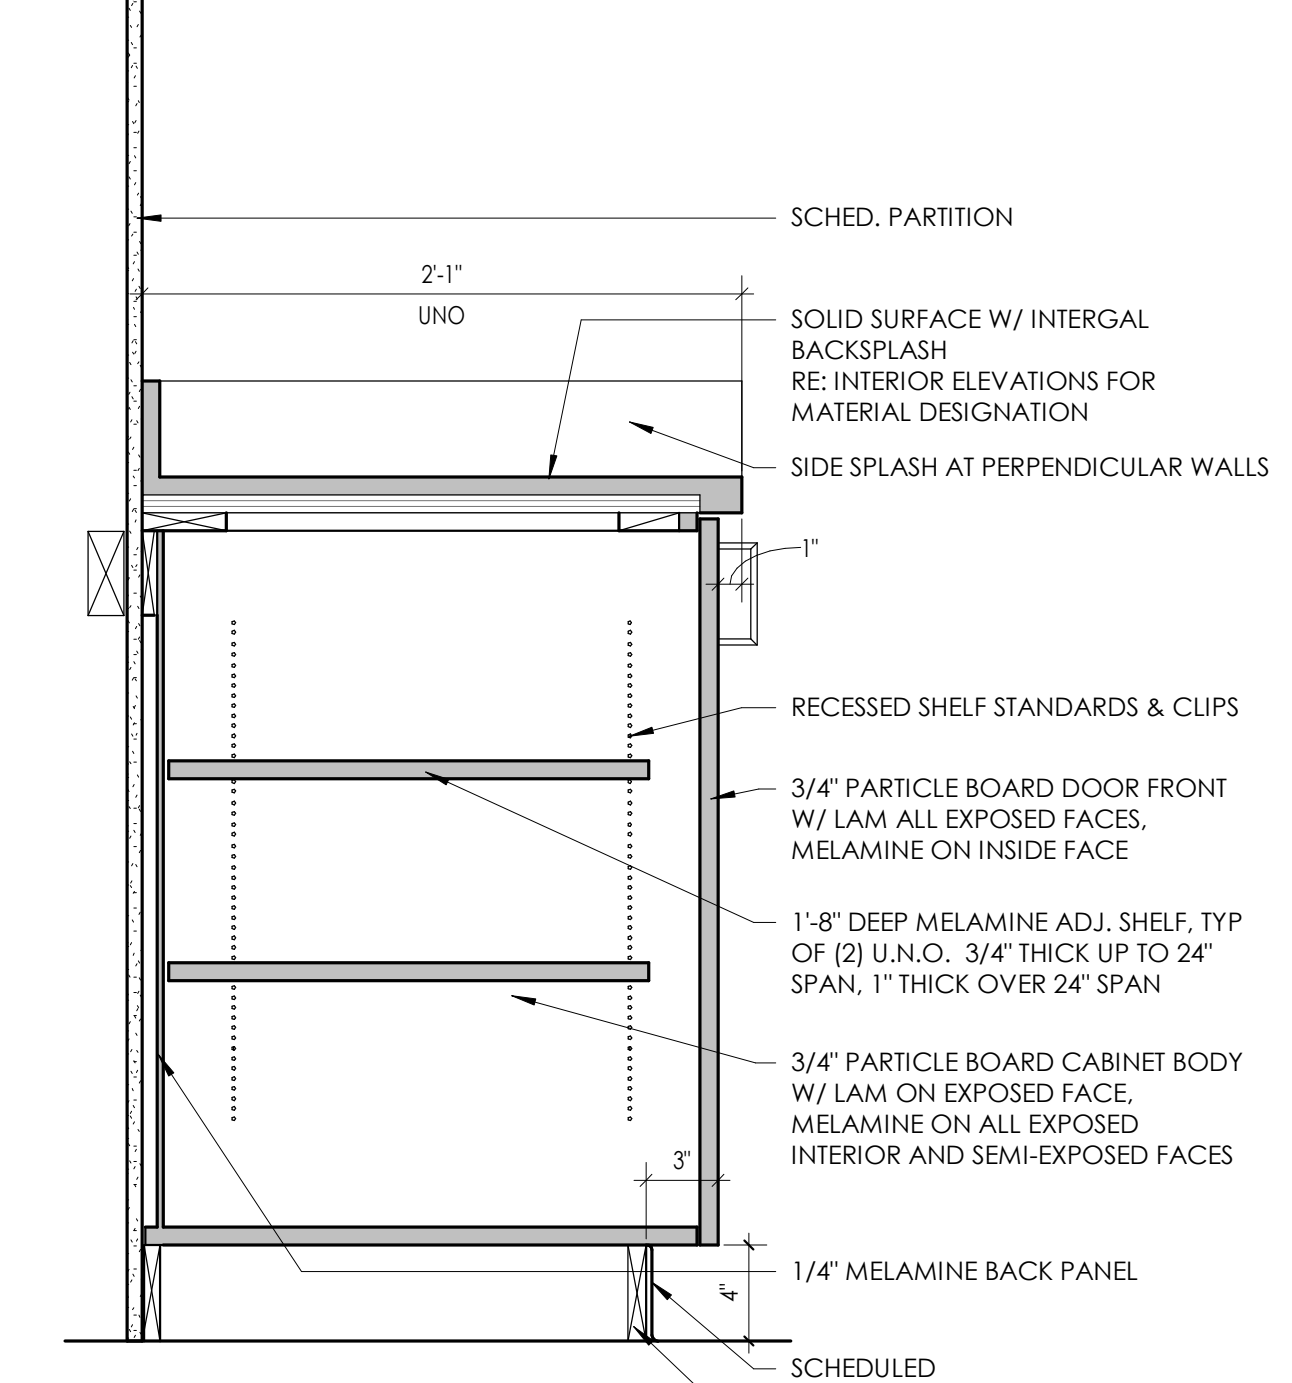 SCHED. PARTITION
2'-1"
UNO
SOLID SURFACE W/ INTERGAL
BACKSPLASH
RE: INTERIOR ELEVATIONS FOR
MATERIAL DESIGNATION
SIDE SPLASH AT PERPENDICULAR WALLS
1"
RECESSED SHELF STANDARDS & CLIPS
3/4" PARTICLE BOARD DOOR FRONT
W/ LAM ALL EXPOSED FACES,
MELAMINE ON INSIDE FACE
1'-8" DEEP MELAMINE ADJ. SHELF, TYP
OF (2) U.N.O. 3/4" THICK UP TO 24"
SPAN, 1" THICK OVER 24" SPAN
3/4" PARTICLE BOARD CABINET BODY
W/ LAM ON EXPOSED FACE,
MELAMINE ON ALL EXPOSED
INTERIOR AND SEMI-EXPOSED FACES
3"
1/4" MELAMINE BACK PANEL
4"
SCHEDULED